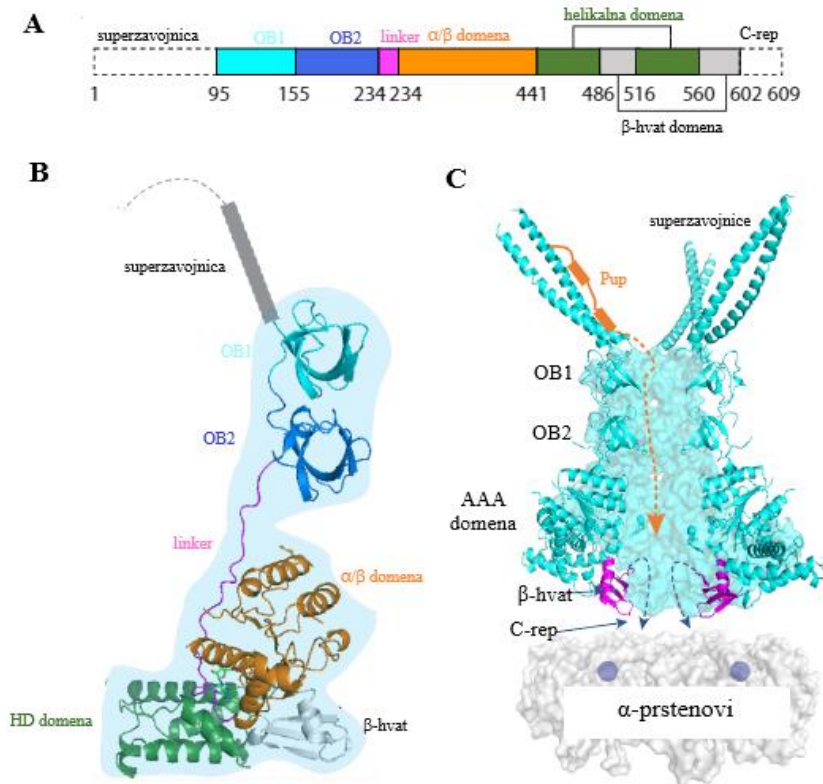 A
superzavojnica
OB1
OB2
linker
α/β domena
helikalna domena
C-rep
1
95
155
234
234
441
486
516
560
602
609
β-hvat domena
B
superzavojnica
OB1
OB2
linker
α/β domena
HD domena
β-hvat
C
superzavojnice
Pup
OB1
OB2
AAA
domena
β-hvat
C-rep
α-prstenovi